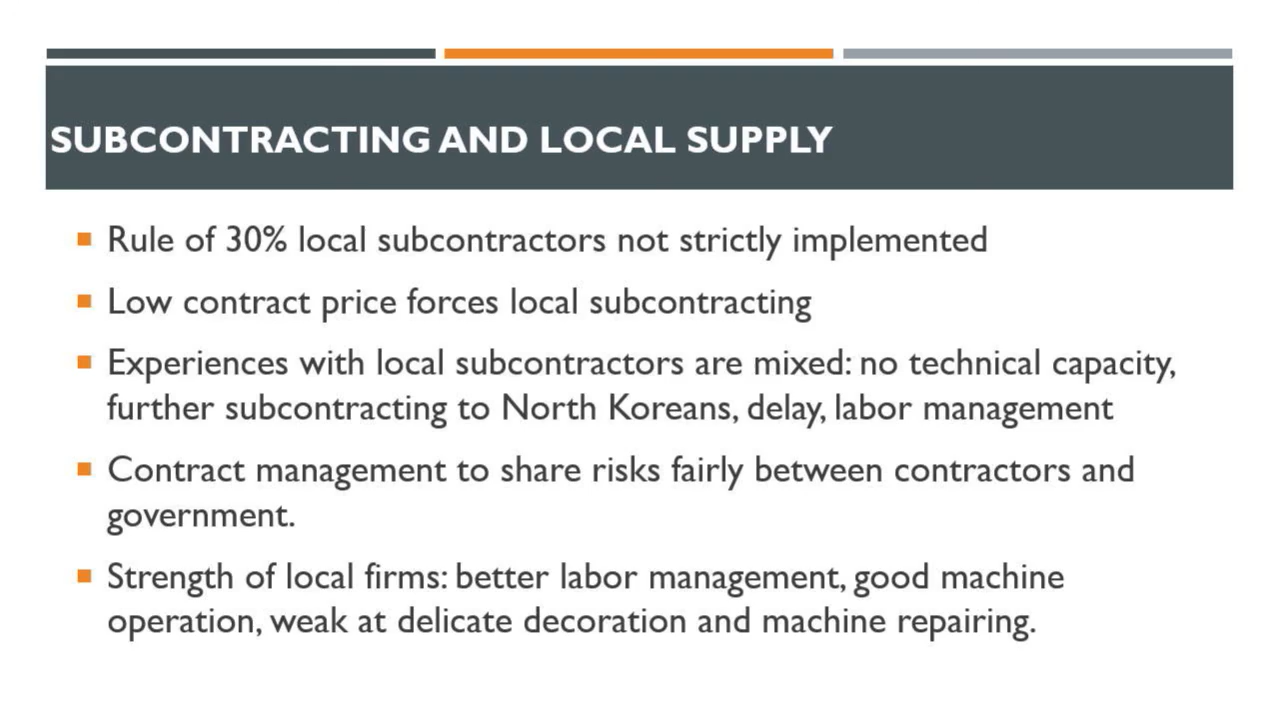 SUBCONTRACTING AND LOCAL SUPPLY
Rule of 30% local subcontractors not strictly implemented
Low contract price forces local subcontracting
Experiences with local subcontractors are mixed: no technical capacity,
further subcontracting to North Koreans, delay, labor management
Contract management to share risks fairly between contractors and
government.
Strength of local firms: better labor management, good machine
operation, weak at delicate decoration and machine repairing.